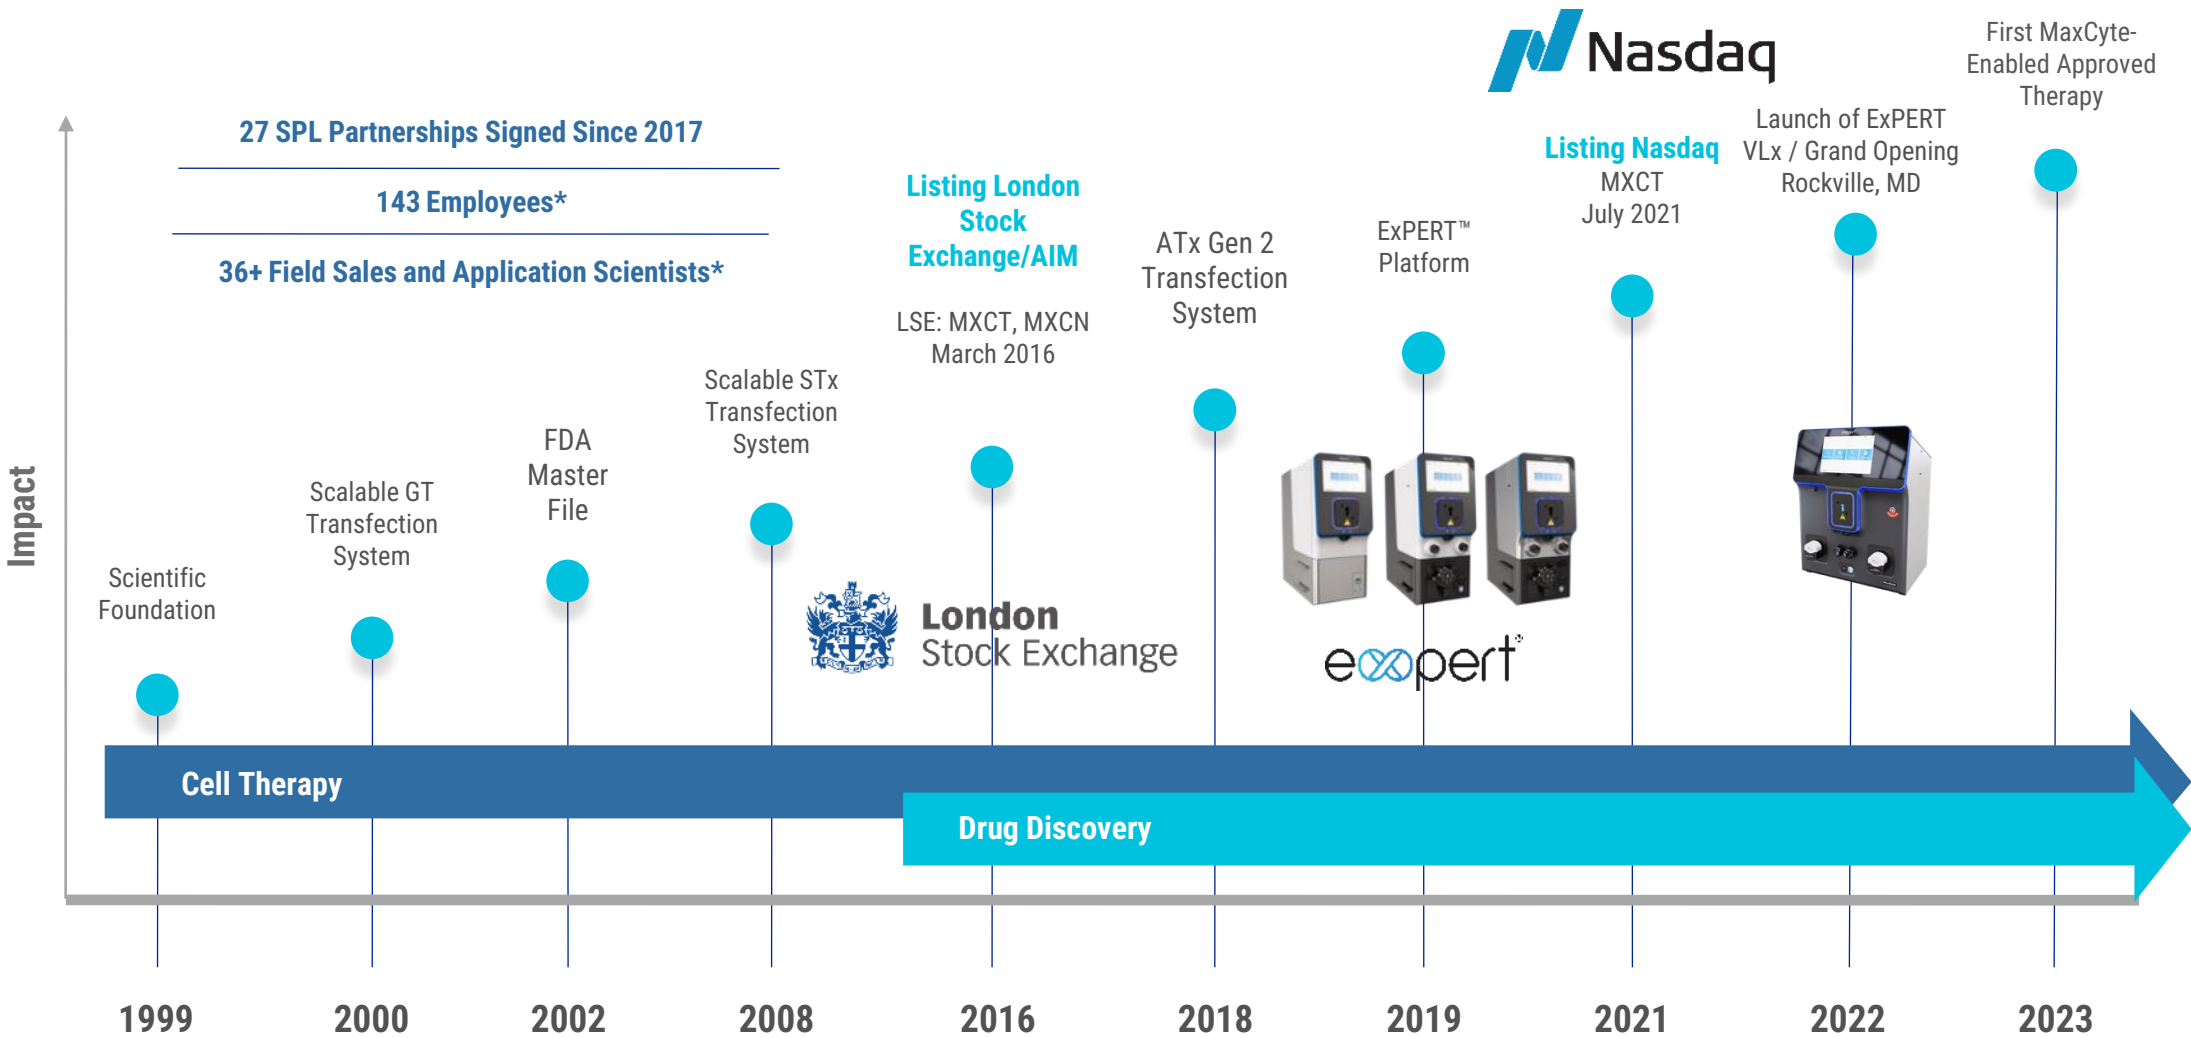 Nasdaq
First MaxCyte-
Enabled Approved
Therapy
27 SPL Partnerships Signed Since 2017
143 Employees*
36+ Field Sales and Application Scientists*
Listing London
Stock
Exchange/AIM
LSE: MXCT, MXCN
March 2016
ATx Gen 2
Transfection
System
ExPERT™
Platform
Listing Nasdaq
MXCT
July 2021
Launch of ExPERT
VLx / Grand Opening
Rockville, MD
Impact
Scientific
Foundation
Scalable GT
Transfection
System
FDA
Master
File
Scalable STx
Transfection
System
London
Stock Exchange
expert
Cell Therapy
Drug Discovery
1999
2000
2002
2008
2016
2018
2019
2021
2022
2023